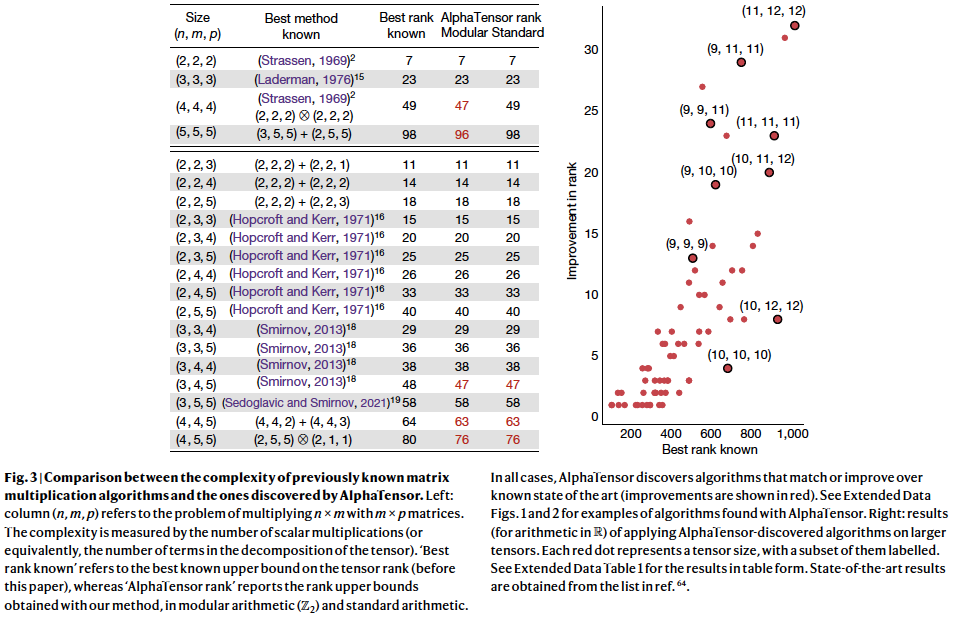 Size Best method Best rank AlphaTensor rank
(n, m, p) known known Modular Standard
(2, 2, 2) (Strassen, 1969)² 7 7 7
(3, 3, 3) (Laderman, 1976)¹⁵ 23 23 23
(4, 4, 4) (Strassen, 1969)² 49 47 49
(2, 2, 2) ⊗ (2, 2, 2)
(5, 5, 5) (3, 5, 5) + (2, 5, 5) 98 96 98
(2, 2, 3) (2, 2, 2) + (2, 2, 1) 11 11 11
(2, 2, 4) (2, 2, 2) + (2, 2, 2) 14 14 14
(2, 2, 5) (2, 2, 2) + (2, 2, 3) 18 18 18
(2, 3, 3) (Hopcroft and Kerr, 1971)¹⁶ 15 15 15
(2, 3, 4) (Hopcroft and Kerr, 1971)¹⁶ 20 20 20
(2, 3, 5) (Hopcroft and Kerr, 1971)¹⁶ 25 25 25
(2, 4, 4) (Hopcroft and Kerr, 1971)¹⁶ 26 26 26
(2, 4, 5) (Hopcroft and Kerr, 1971)¹⁶ 33 33 33
(2, 5, 5) (Hopcroft and Kerr, 1971)¹⁶ 40 40 40
(3, 3, 4) (Smirnov, 2013)¹⁸ 29 29 29
(3, 3, 5) (Smirnov, 2013)¹⁸ 36 36 36
(3, 4, 4) (Smirnov, 2013)¹⁸ 38 38 38
(3, 4, 5) (Smirnov, 2013)¹⁸ 48 47 47
(3, 5, 5) (Sedoglavic and Smirnov, 2021)¹⁹ 58 58 58
(4, 4, 5) (4, 4, 2) + (4, 4, 3) 64 63 63
(4, 5, 5) (2, 5, 5) ⊗ (2, 1, 1) 80 76 76
Improvement in rank
30
25
20
15
10
5
0
(11, 12, 12)
(9, 11, 11)
(9, 9, 11)
(11, 11, 11)
(10, 11, 12)
(9, 10, 10)
(9, 9, 9)
(10, 12, 12)
(10, 10, 10)
200 400 600 800 1,000
Best rank known
Fig. 3 | Comparison between the complexity of previously known matrix
multiplication algorithms and the ones discovered by AlphaTensor. Left:
column (n, m, p) refers to the problem of multiplying n × m with m × p matrices.
The complexity is measured by the number of scalar multiplications (or
equivalently, the number of terms in the decomposition of the tensor). ‘Best
rank known’ refers to the best known upper bound on the tensor rank (before
this paper), whereas ‘AlphaTensor rank’ reports the rank upper bounds
obtained with our method, in modular arithmetic (ℤ₂) and standard arithmetic.
In all cases, AlphaTensor discovers algorithms that match or improve over
known state of the art (improvements are shown in red). See Extended Data
Figs. 1 and 2 for examples of algorithms found with AlphaTensor. Right: results
(for arithmetic in ℝ) of applying AlphaTensor-discovered algorithms on larger
tensors. Each red dot represents a tensor size, with a subset of them labelled.
See Extended Data Table 1 for the results in table form. State-of-the-art results
are obtained from the list in ref. ⁶⁴.